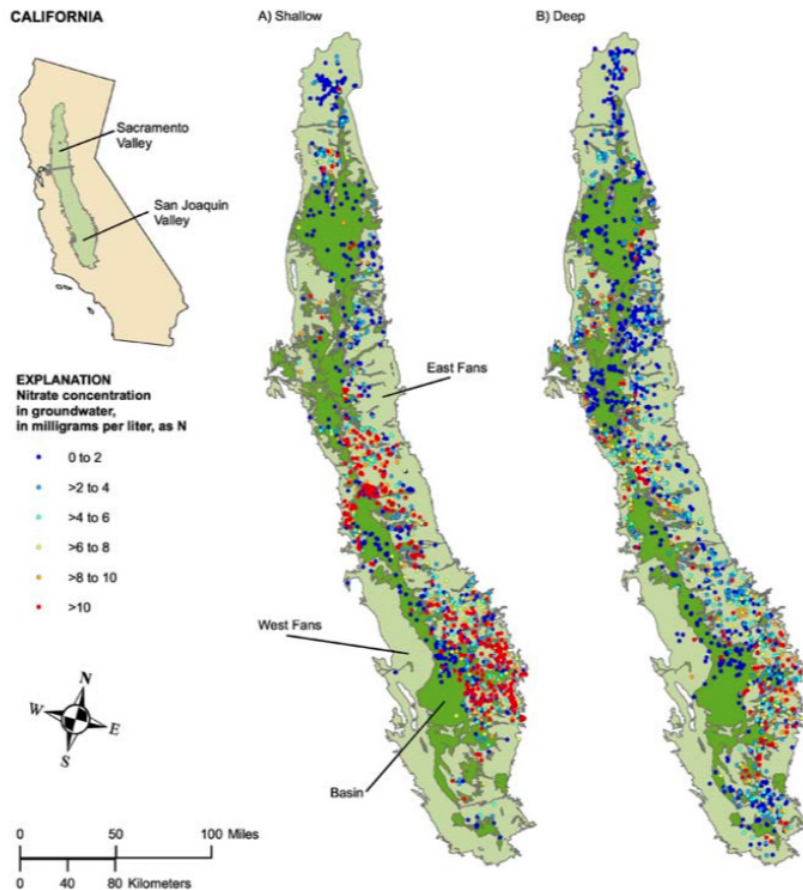 CALIFORNIA
Sacramento
Valley
San Joaquin
Valley
EXPLANATION
Nitrate concentration
in groundwater,
in milligrams per liter, as N
0 to 2
>2 to 4
>4 to 6
>6 to 8
>8 to 10
>10
N
W
E
S
0 50 100 Miles
0 40 80 Kilometers
A) Shallow
East Fans
West Fans
Basin
B) Deep